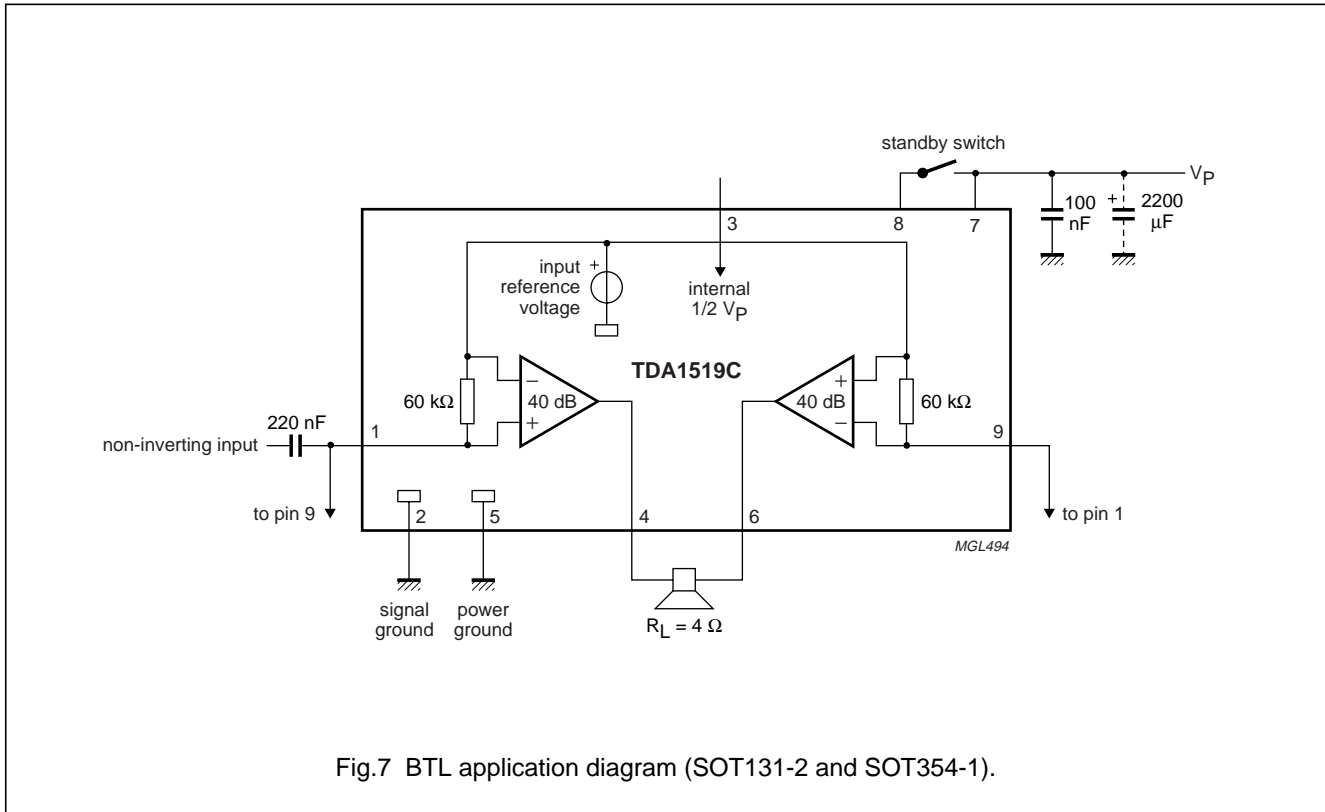 standby switch
V_P
100 nF
+ 2200 µF
3
8
7
input reference voltage
+
internal 1/2 V_P
TDA1519C
−
+
60 kΩ
40 dB
+
−
40 dB
60 kΩ
220 nF
non-inverting input
1
9
to pin 9
2
5
4
6
to pin 1
MGL494
signal ground
power ground
R_L = 4 Ω
Fig.7 BTL application diagram (SOT131-2 and SOT354-1).